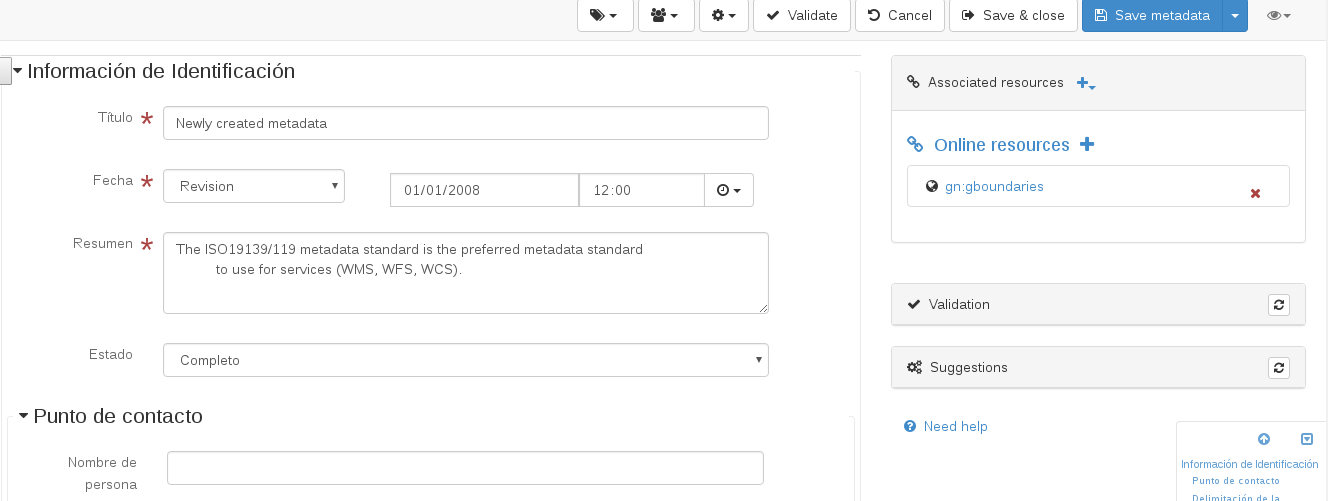 Validate Cancel Save & close Save metadata
Información de Identificación
Título * Newly created metadata
Fecha * Revision 01/01/2008 12:00
Resumen * The ISO19139/119 metadata standard is the preferred metadata standard
to use for services (WMS, WFS, WCS).
Estado Completo
Punto de contacto
Nombre de
persona
Associated resources
Online resources
gn:gboundaries
Validation
Suggestions
Need help
Información de Identificación
Punto de contacto
Delimitación de la